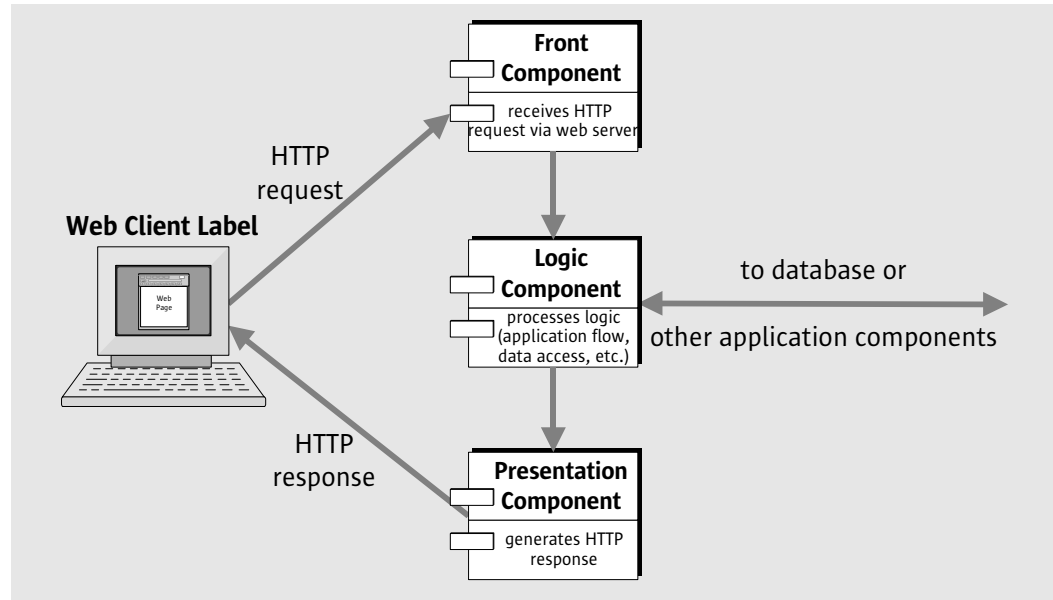 Front
Component
receives HTTP
request via web server
HTTP
request
Web Client Label
Web
Page
Logic
Component
processes logic
(application flow,
data access, etc.)
to database or
other application components
HTTP
response
Presentation
Component
generates HTTP
response